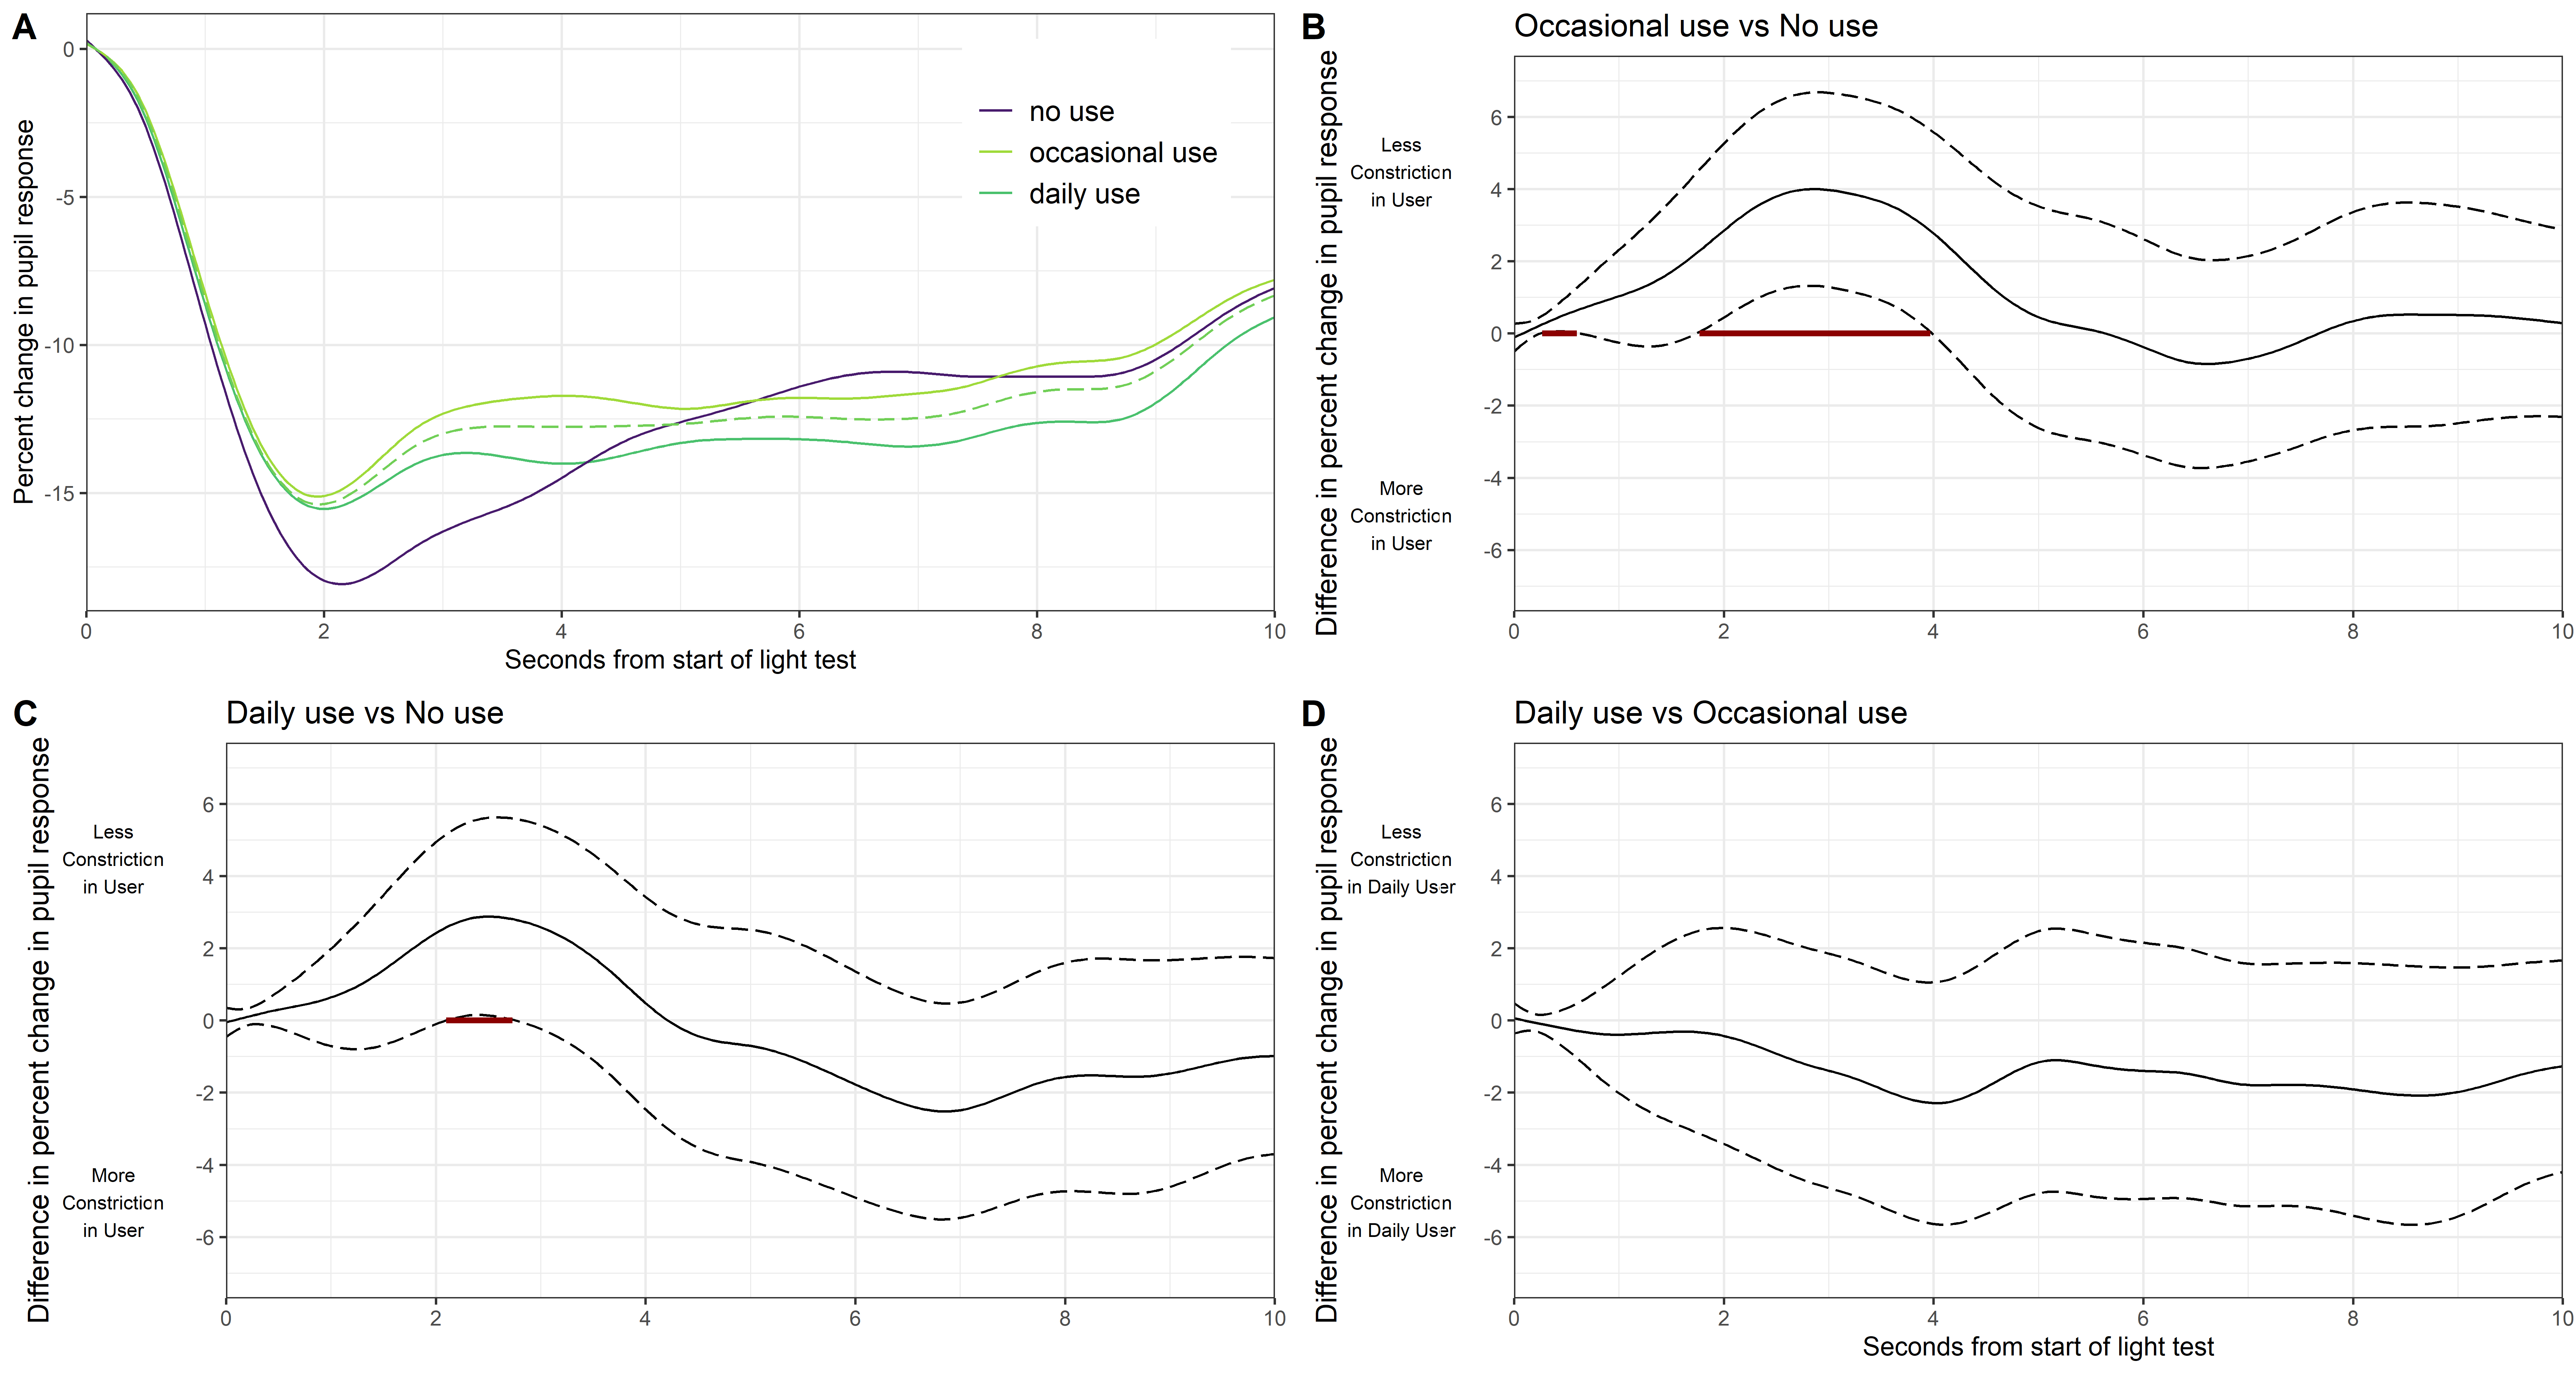 A
0
-5
-10
-15
Percent change in pupil response
no use
occasional use
daily use
0 2 4 6 8 10
Seconds from start of light test
B
Occasional use vs No use
Difference in percent change in pupil response
Less
Constriction
in User
More
Constriction
in User
6
4
2
0
-2
-4
-6
0 2 4 6 8 10
C
Daily use vs No use
Difference in percent change in pupil response
Less
Constriction
in User
More
Constriction
in User
6
4
2
0
-2
-4
-6
0 2 4 6 8 10
D
Daily use vs Occasional use
Difference in percent change in pupil response
Less
Constriction
in Daily User
More
Constriction
in Daily User
6
4
2
0
-2
-4
-6
0 2 4 6 8 10
Seconds from start of light test